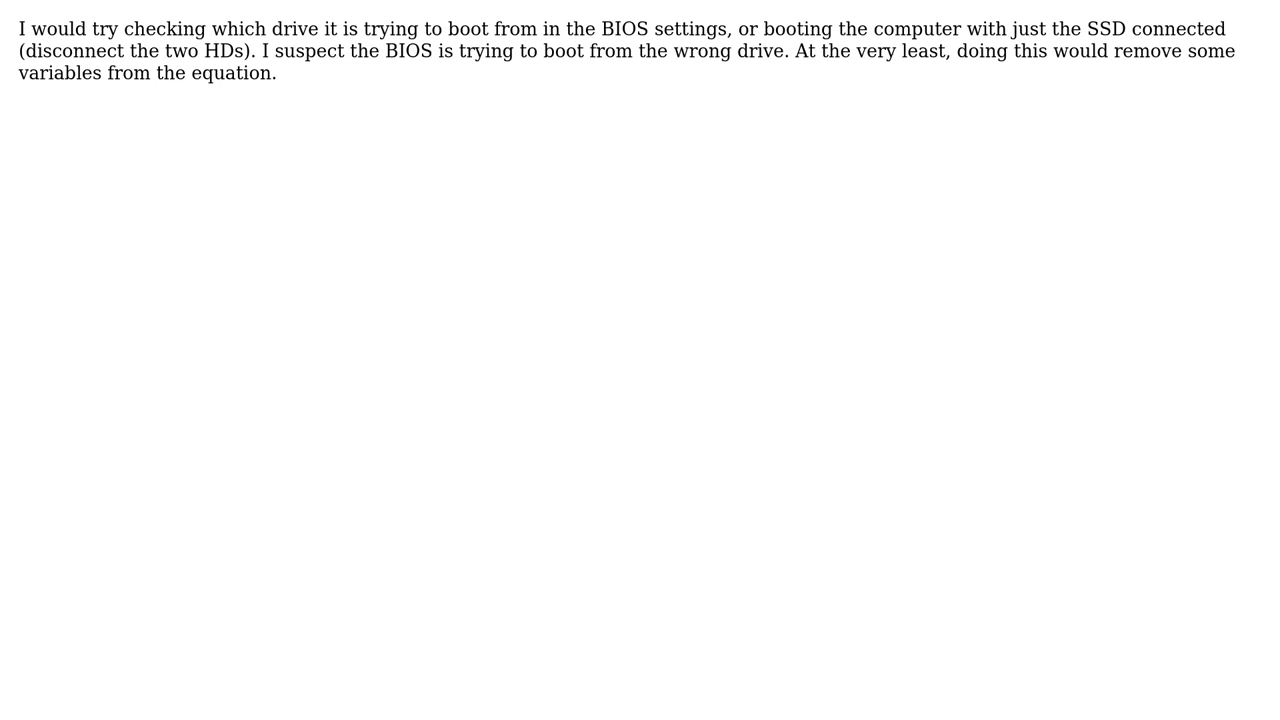 I would try checking which drive it is trying to boot from in the BIOS settings, or booting the computer with just the SSD connected
(disconnect the two HDs). I suspect the BIOS is trying to boot from the wrong drive. At the very least, doing this would remove some
variables from the equation.